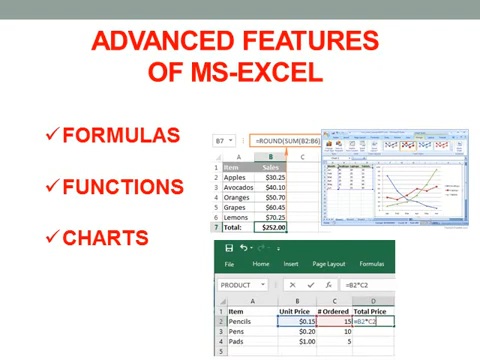 ADVANCED FEATURES
OF MS-EXCEL
✓FORMULAS
✓FUNCTIONS
✓CHARTS
B7 =ROUND(SUM(B2:B6)
A B C
1 Item Sales
2 Apples $30.25
3 Avocados $40.10
4 Oranges $50.70
5 Grapes $60.45
6 Lemons $70.25
7 Total: $252.00
File Home Insert Page Layout Formulas
PRODUCT =B2*C2
A B C D
1 Item Unit Price # Ordered Total Price
2 Pencils $0.15 15 =B2*C2
3 Pens $0.20 10
4 Pads $1.00 5